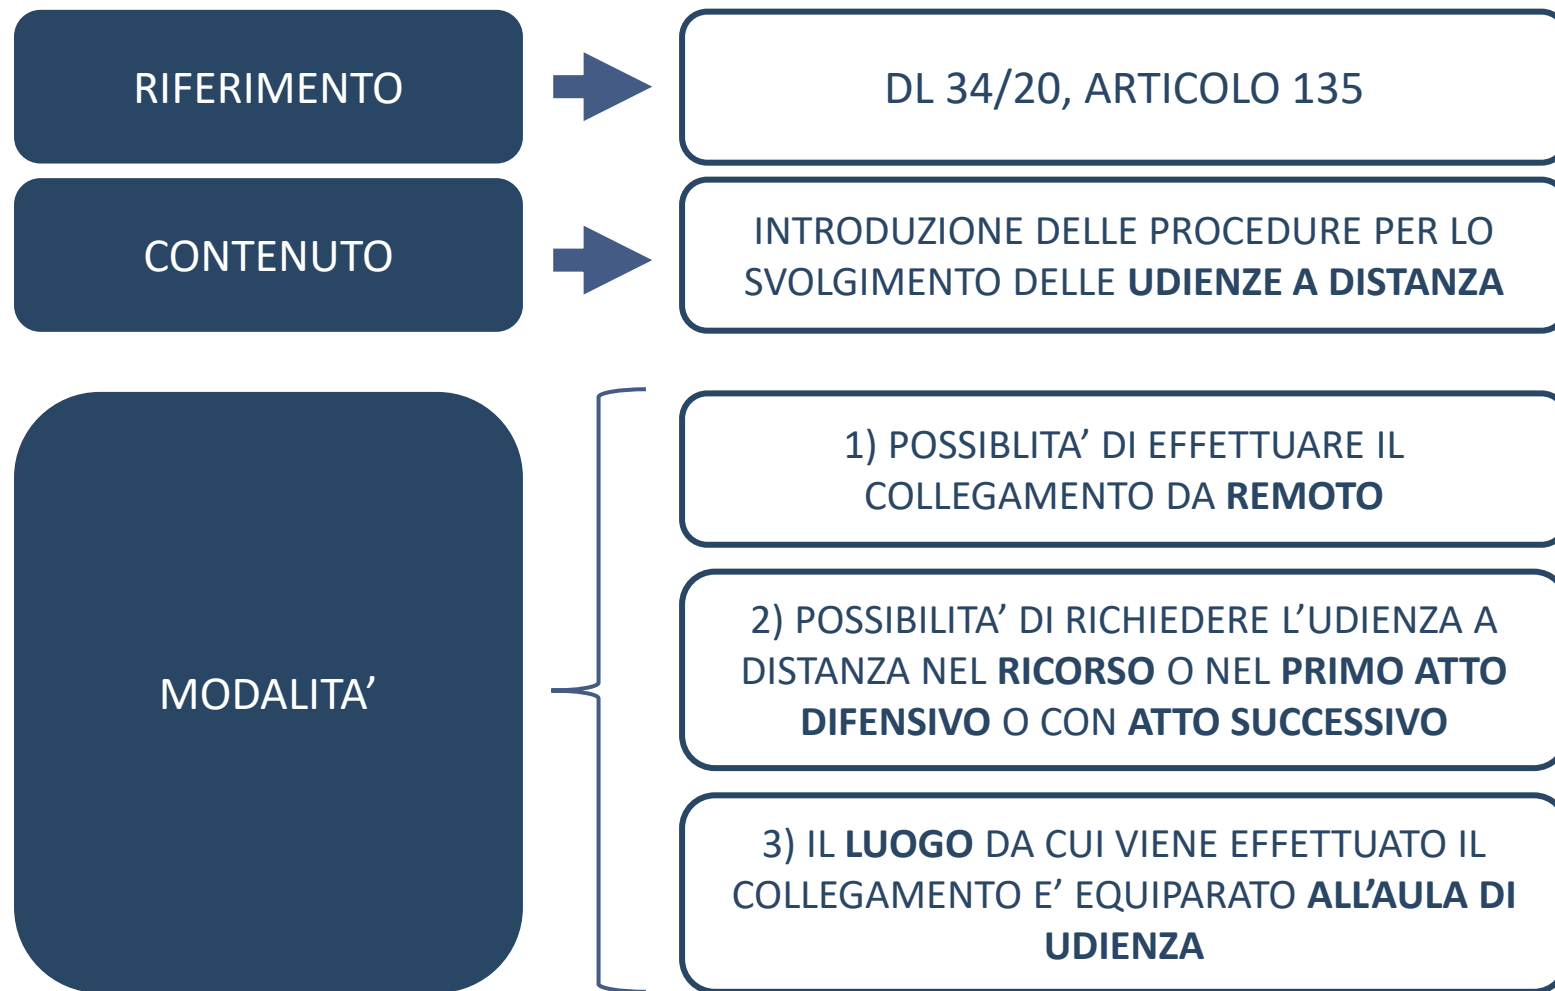 RIFERIMENTO
DL 34/20, ARTICOLO 135
CONTENUTO
INTRODUZIONE DELLE PROCEDURE PER LO
SVOLGIMENTO DELLE UDIENZE A DISTANZA
MODALITA’
1) POSSIBLITA’ DI EFFETTUARE IL
COLLEGAMENTO DA REMOTO
2) POSSIBILITA’ DI RICHIEDERE L’UDIENZA A
DISTANZA NEL RICORSO O NEL PRIMO ATTO
DIFENSIVO O CON ATTO SUCCESSIVO
3) IL LUOGO DA CUI VIENE EFFETTUATO IL
COLLEGAMENTO E’ EQUIPARATO ALL’AULA DI
UDIENZA